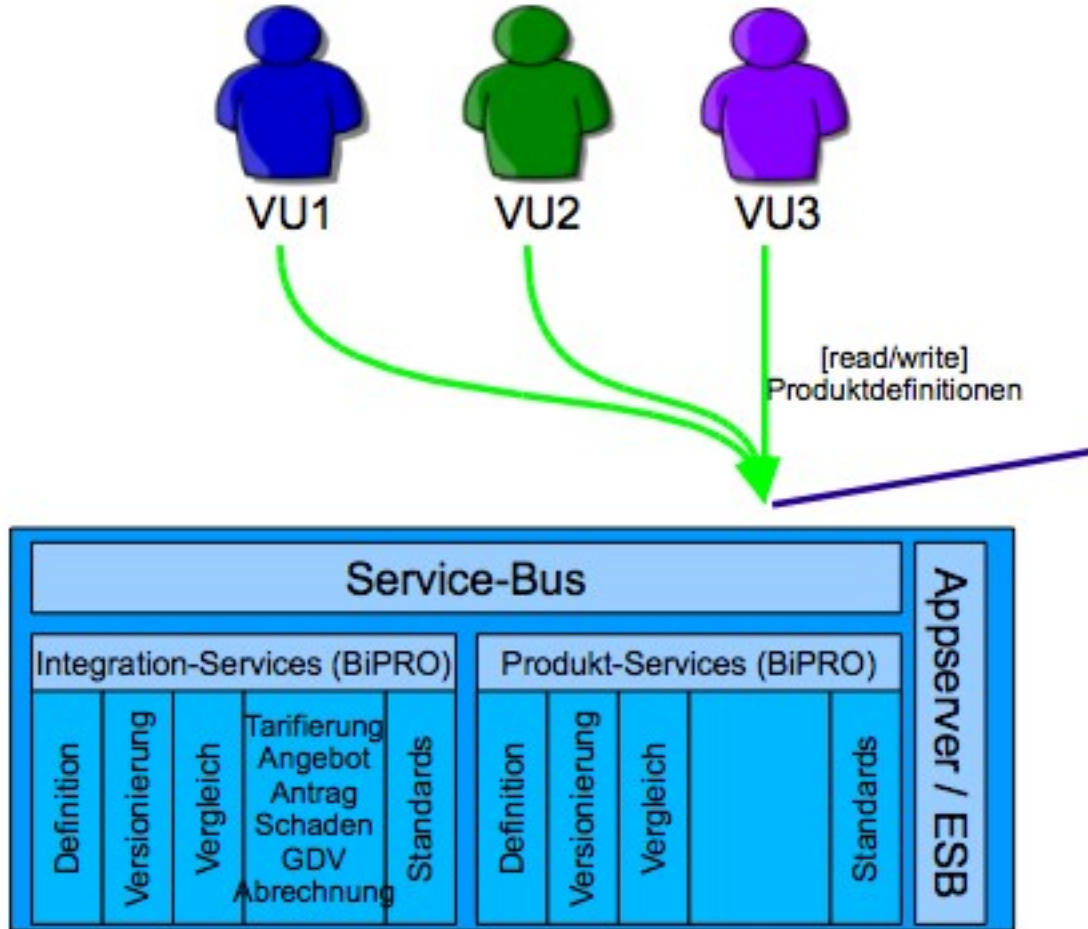 VU1
VU2
VU3
[read/write]
Produktdefinitionen
Service-Bus
Integration-Services (BiPRO)
Definition
Versionierung
Vergleich
Tarifierung
Angebot
Antrag
Schaden
GDV
Abrechnung
Standards
Produkt-Services (BiPRO)
Definition
Versionierung
Vergleich
Standards
Appserver / ESB